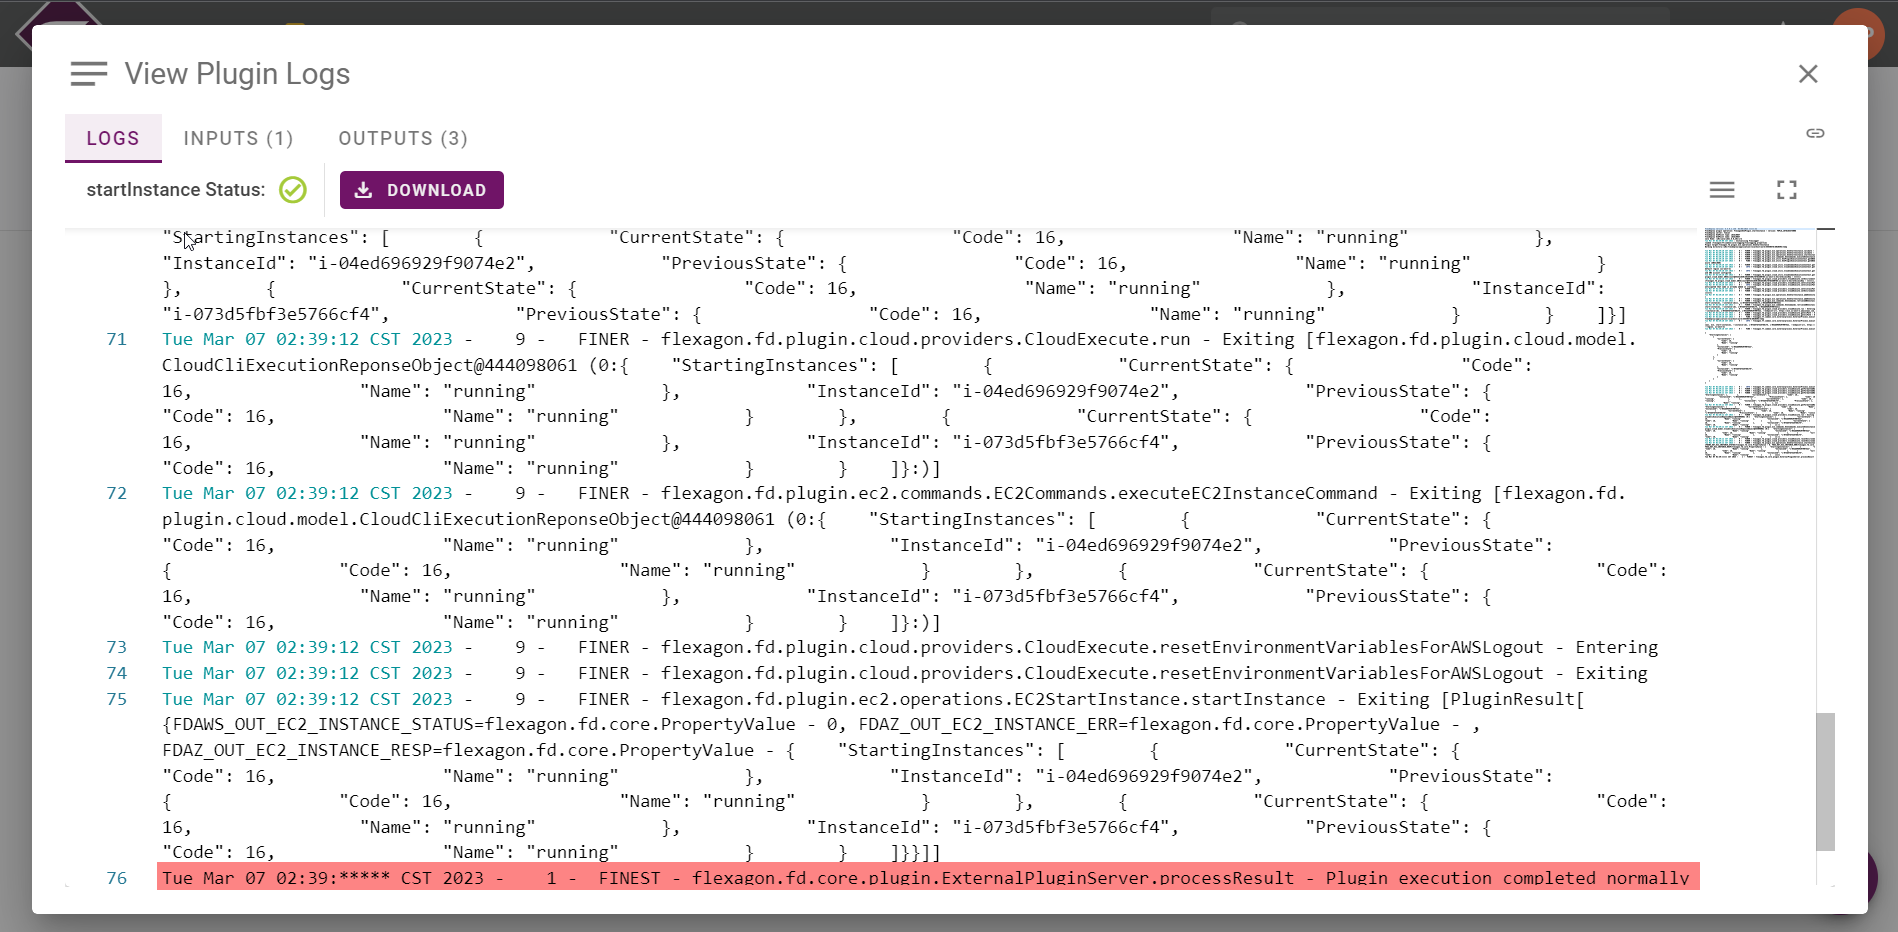 View Plugin Logs
LOGS
INPUTS (1)
OUTPUTS (3)
startInstance Status:
DOWNLOAD
"StartingInstances": [ { "CurrentState": { "Code": 16, "Name": "running" },
"InstanceId": "i-04ed696929f9074e2", "PreviousState": { "Code": 16, "Name": "running" }
}, { "CurrentState": { "Code": 16, "Name": "running" }, "InstanceId":
"i-073d5fbf3e5766cf4", "PreviousState": { "Code": 16, "Name": "running" } } ]}]
71 Tue Mar 07 02:39:12 CST 2023 - 9 - FINER - flexagon.fd.plugin.cloud.providers.CloudExecute.run - Exiting [flexagon.fd.plugin.cloud.model.
CloudCliExecutionReponseObject@444098061 (0:{ "StartingInstances": [ { "CurrentState": { "Code":
16, "Name": "running" }, "InstanceId": "i-04ed696929f9074e2", "PreviousState": {
"Code": 16, "Name": "running" } }, { "CurrentState": { "Code":
16, "Name": "running" }, "InstanceId": "i-073d5fbf3e5766cf4", "PreviousState": {
"Code": 16, "Name": "running" } } ]}:)]
72 Tue Mar 07 02:39:12 CST 2023 - 9 - FINER - flexagon.fd.plugin.ec2.commands.EC2Commands.executeEC2InstanceCommand - Exiting [flexagon.fd.
plugin.cloud.model.CloudCliExecutionReponseObject@444098061 (0:{ "StartingInstances": [ { "CurrentState": {
"Code": 16, "Name": "running" }, "InstanceId": "i-04ed696929f9074e2", "PreviousState":
{ "Code": 16, "Name": "running" } }, { "CurrentState": { "Code":
16, "Name": "running" }, "InstanceId": "i-073d5fbf3e5766cf4", "PreviousState": {
"Code": 16, "Name": "running" } } ]}:)]
73 Tue Mar 07 02:39:12 CST 2023 - 9 - FINER - flexagon.fd.plugin.cloud.providers.CloudExecute.resetEnvironmentVariablesForAWSLogout - Entering
74 Tue Mar 07 02:39:12 CST 2023 - 9 - FINER - flexagon.fd.plugin.cloud.providers.CloudExecute.resetEnvironmentVariablesForAWSLogout - Exiting
75 Tue Mar 07 02:39:12 CST 2023 - 9 - FINER - flexagon.fd.plugin.ec2.operations.EC2StartInstance.startInstance - Exiting [PluginResult[
{FDAWS_OUT_EC2_INSTANCE_STATUS=flexagon.fd.core.PropertyValue - 0, FDAZ_OUT_EC2_INSTANCE_ERR=flexagon.fd.core.PropertyValue - ,
FDAZ_OUT_EC2_INSTANCE_RESP=flexagon.fd.core.PropertyValue - { "StartingInstances": [ { "CurrentState": {
"Code": 16, "Name": "running" }, "InstanceId": "i-04ed696929f9074e2", "PreviousState":
{ "Code": 16, "Name": "running" } }, { "CurrentState": { "Code":
16, "Name": "running" }, "InstanceId": "i-073d5fbf3e5766cf4", "PreviousState": {
"Code": 16, "Name": "running" } } ]}}]]
76 Tue Mar 07 02:39:***** CST 2023 - 1 - FINEST - flexagon.fd.core.plugin.ExternalPluginServer.processResult - Plugin execution completed normally